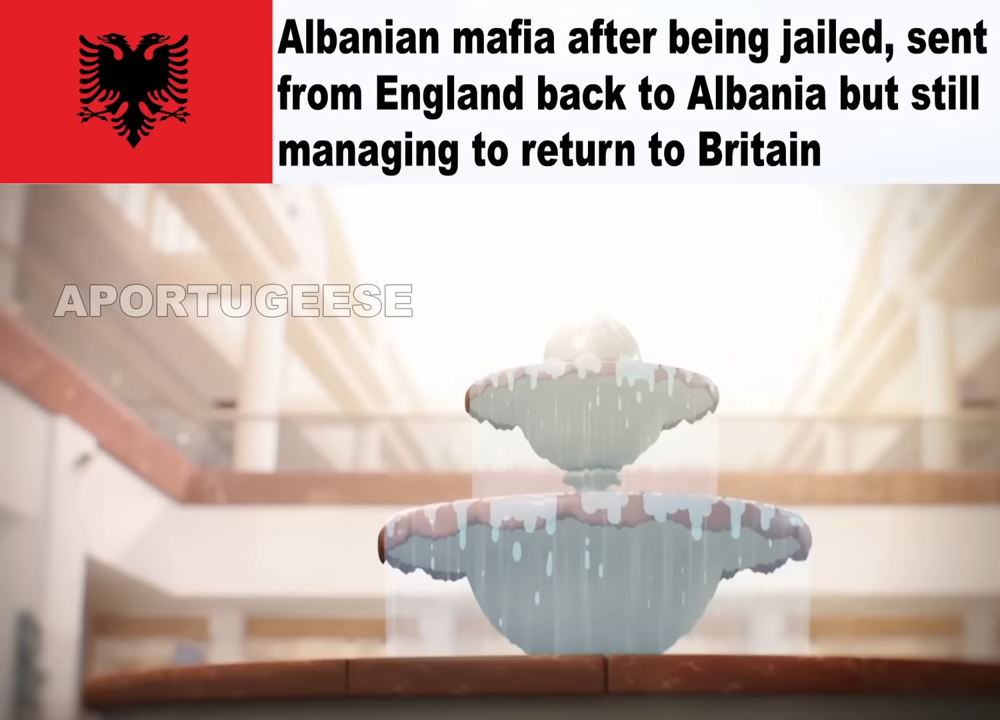 Albanian mafia after being jailed, sent
from England back to Albania but still
managing to return to Britain
APORTUGEESE